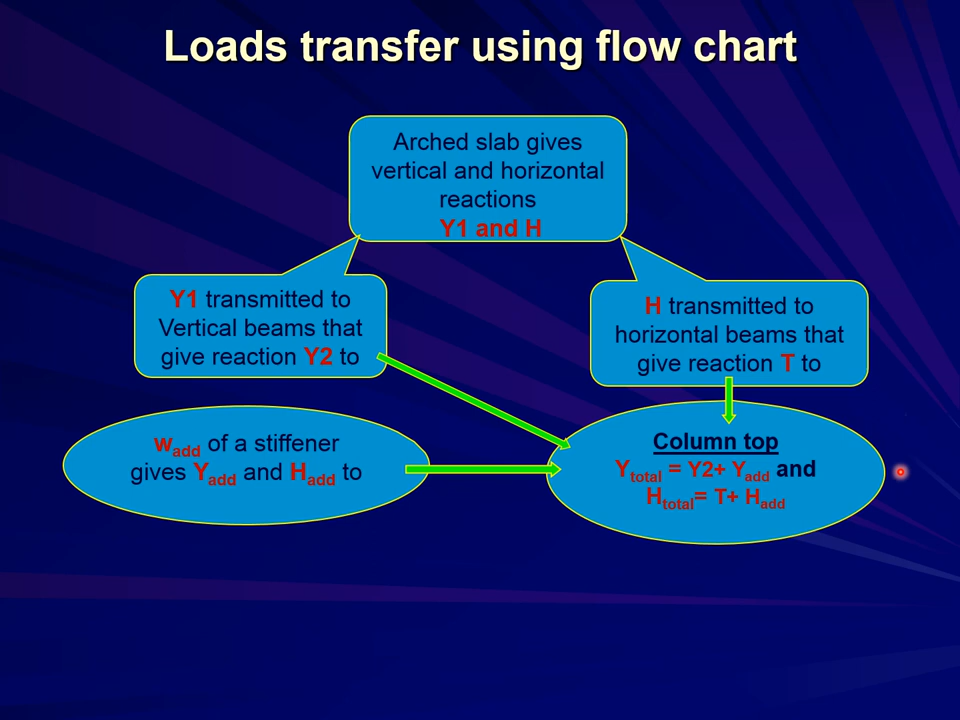 Loads transfer using flow chart
Arched slab gives
vertical and horizontal
reactions
Y1 and H
Y1 transmitted to
Vertical beams that
give reaction Y2 to
H transmitted to
horizontal beams that
give reaction T to
wadd of a stiffener
gives Yadd and Hadd to
Column top
Ytotal = Y2+ Yadd and
Htotal= T+ Hadd